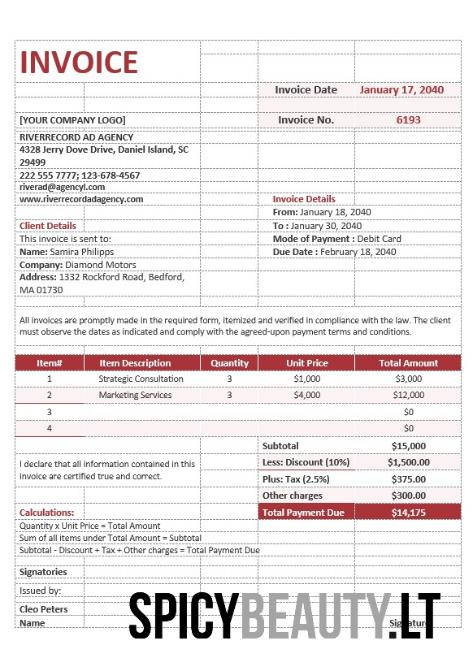 INVOICE
Invoice Date January 17, 2040
[YOUR COMPANY LOGO] Invoice No. 6193
RIVERRECORD AD AGENCY
4328 Jerry Dove Drive, Daniel Island, SC
29499
222 555 7777; 123-678-4567
riverad@agencyl.com
www.riverrecordadagency.com
Invoice Details
From: January 18, 2040
To : January 30, 2040
Mode of Payment : Debit Card
Due Date : February 18, 2040
Client Details
This invoice is sent to:
Name: Samira Philipps
Company: Diamond Motors
Address: 1332 Rockford Road, Bedford,
MA 01730
All invoices are promptly made in the required form, itemized and verified in compliance with the law. The client
must observe the dates as indicated and comply with the agreed-upon payment terms and conditions.
Item# Item Description Quantity Unit Price Total Amount
1 Strategic Consultation 3 $1,000 $3,000
2 Marketing Services 3 $4,000 $12,000
3 $0
4 $0
Subtotal $15,000
Less: Discount (10%) $1,500.00
Plus: Tax (2.5%) $375.00
Other charges $300.00
Total Payment Due $14,175
I declare that all information contained in this
Invoice are certified true and correct.
Calculations:
Quantity x Unit Price = Total Amount
Sum of all items under Total Amount = Subtotal
Subtotal - Discount + Tax + Other charges = Total Payment Due
Signatories
Issued by:
Cleo Peters
Name Signature
SPICYBEAUTY.LT